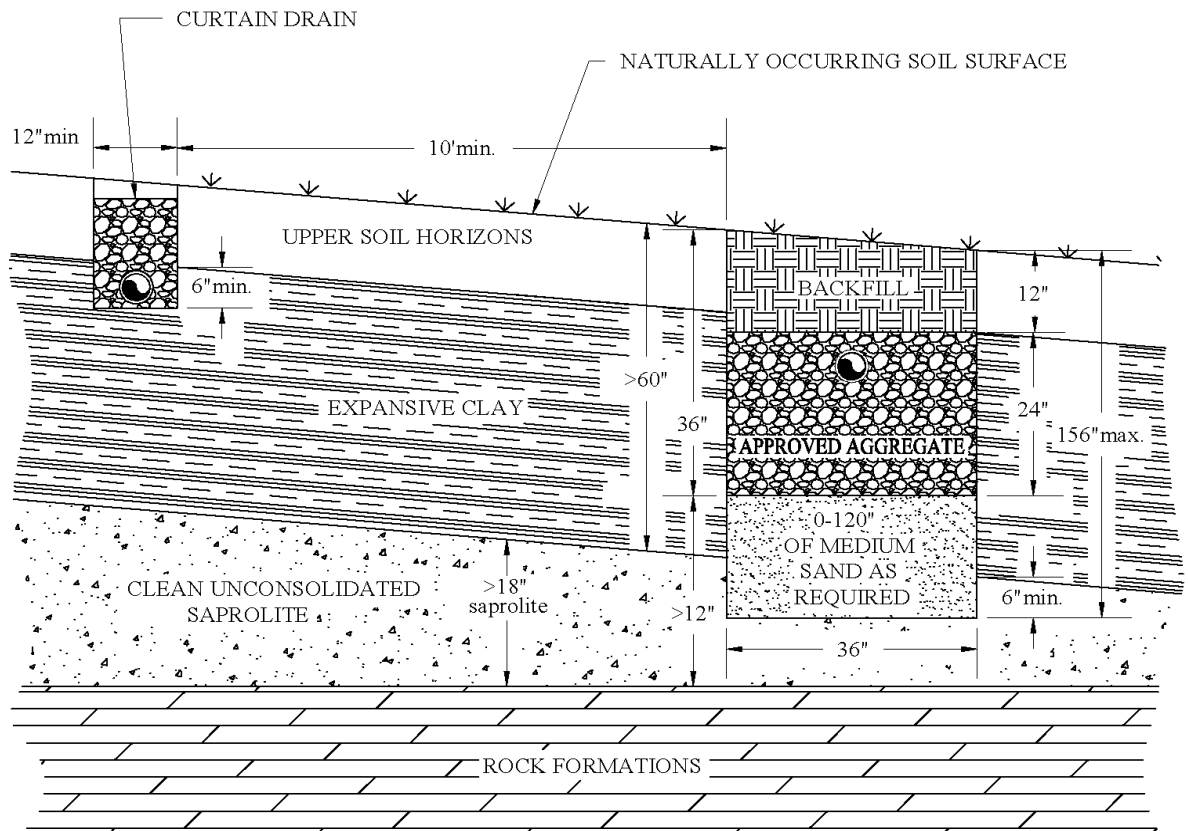 CURTAIN DRAIN
NATURALLY OCCURRING SOIL SURFACE
12"min
10'min.
UPPER SOIL HORIZONS
6"min.
BACKFILL
12"
>60"
EXPANSIVE CLAY
36"
24"
156"max.
APPROVED AGGREGATE
0-120"
OF MEDIUM
SAND AS
REQUIRED
CLEAN UNCONSOLIDATED
SAPROLITE
>18"
saprolite
>12"
6"min.
36"
ROCK FORMATIONS